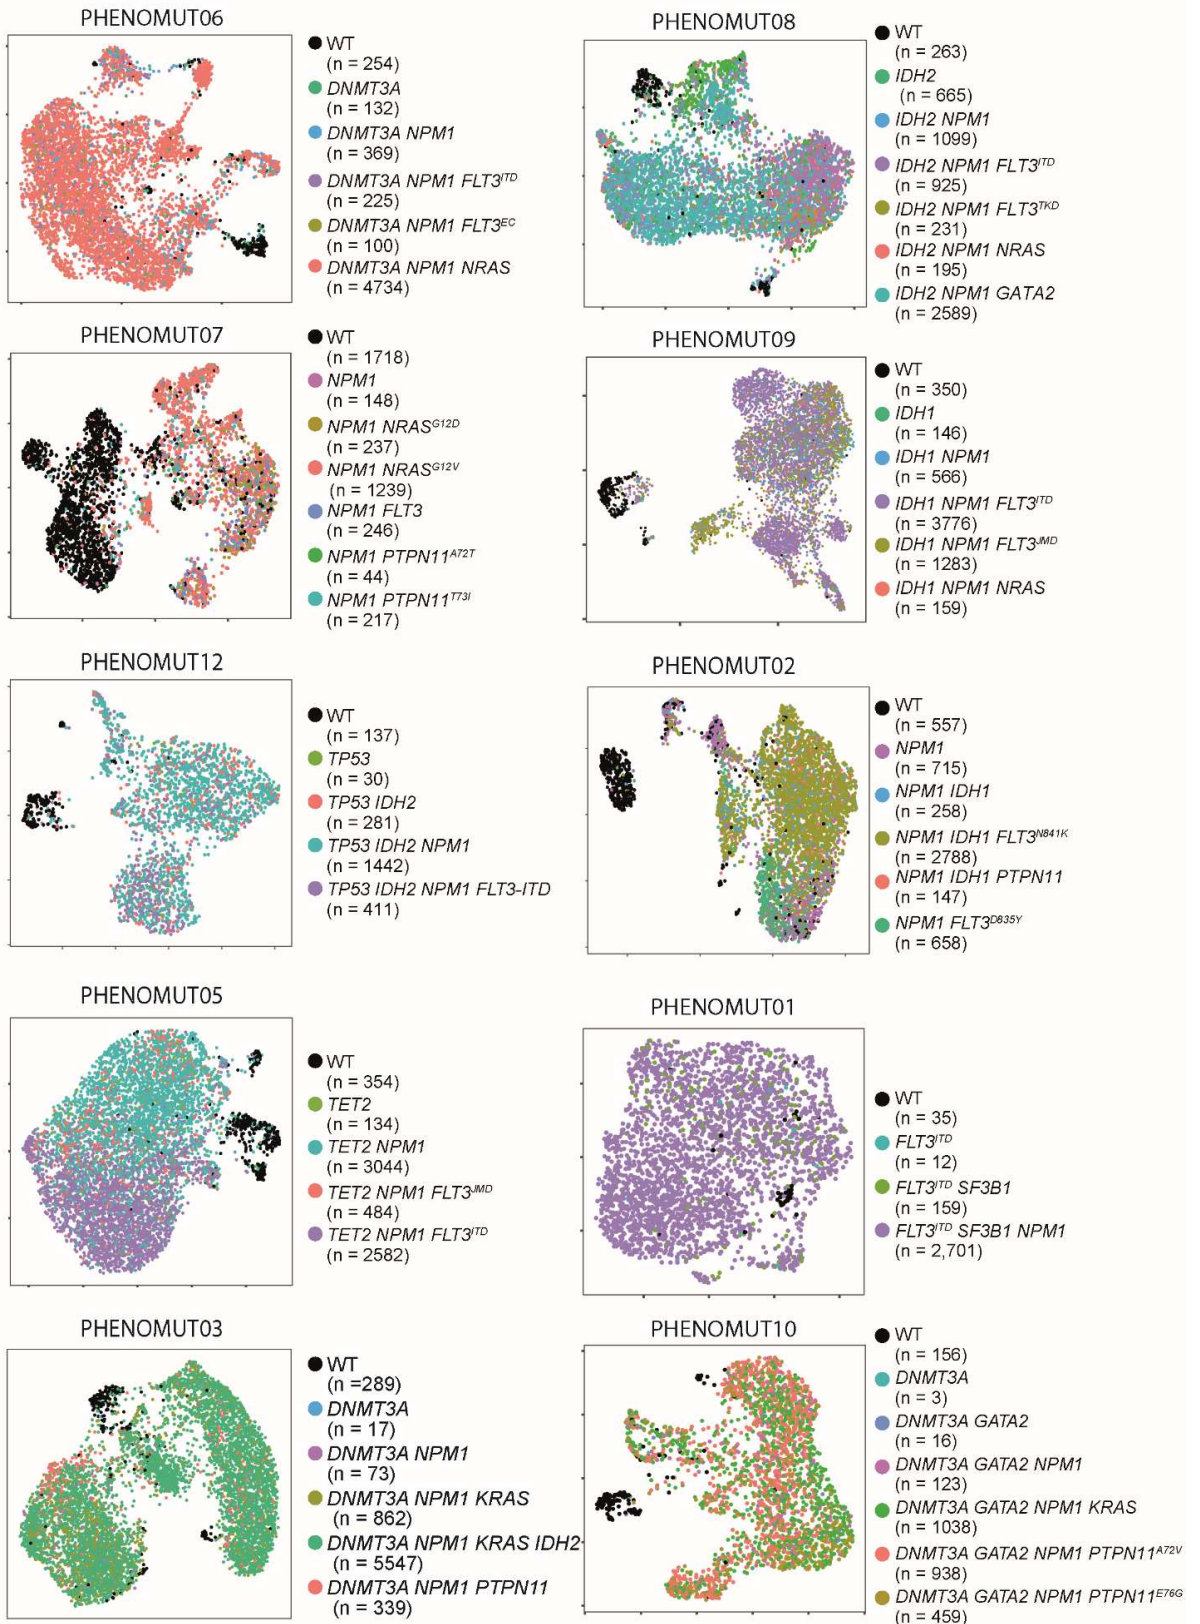 PHENOMUT06
WT
(n = 254)
DNMT3A
(n = 132)
DNMT3A NPM1
(n = 369)
DNMT3A NPM1 FLT3ITD
(n = 225)
DNMT3A NPM1 FLT3EC
(n = 100)
DNMT3A NPM1 NRAS
(n = 4734)
PHENOMUT08
WT
(n = 263)
IDH2
(n = 665)
IDH2 NPM1
(n = 1099)
IDH2 NPM1 FLT3ITD
(n = 925)
IDH2 NPM1 FLT3TKD
(n = 231)
IDH2 NPM1 NRAS
(n = 195)
IDH2 NPM1 GATA2
(n = 2589)
PHENOMUT07
WT
(n = 1718)
NPM1
(n = 148)
NPM1 NRASG12D
(n = 237)
NPM1 NRASG12V
(n = 1239)
NPM1 FLT3
(n = 246)
NPM1 PTPN11A72T
(n = 44)
NPM1 PTPN11T73I
(n = 217)
PHENOMUT09
WT
(n = 350)
IDH1
(n = 146)
IDH1 NPM1
(n = 566)
IDH1 NPM1 FLT3ITD
(n = 3776)
IDH1 NPM1 FLT3JMD
(n = 1283)
IDH1 NPM1 NRAS
(n = 159)
PHENOMUT12
WT
(n = 137)
TP53
(n = 30)
TP53 IDH2
(n = 281)
TP53 IDH2 NPM1
(n = 1442)
TP53 IDH2 NPM1 FLT3-ITD
(n = 411)
PHENOMUT02
WT
(n = 557)
NPM1
(n = 715)
NPM1 IDH1
(n = 258)
NPM1 IDH1 FLT3N841K
(n = 2788)
NPM1 IDH1 PTPN11
(n = 147)
NPM1 FLT3D835Y
(n = 658)
PHENOMUT05
WT
(n = 354)
TET2
(n = 134)
TET2 NPM1
(n = 3044)
TET2 NPM1 FLT3JMD
(n = 484)
TET2 NPM1 FLT3ITD
(n = 2582)
PHENOMUT01
WT
(n = 35)
FLT3ITD
(n = 12)
FLT3ITD SF3B1
(n = 159)
FLT3ITD SF3B1 NPM1
(n = 2,701)
PHENOMUT03
WT
(n =289)
DNMT3A
(n = 17)
DNMT3A NPM1
(n = 73)
DNMT3A NPM1 KRAS
(n = 862)
DNMT3A NPM1 KRAS IDH2
(n = 5547)
DNMT3A NPM1 PTPN11
(n = 339)
PHENOMUT10
WT
(n = 156)
DNMT3A
(n = 3)
DNMT3A GATA2
(n = 16)
DNMT3A GATA2 NPM1
(n = 123)
DNMT3A GATA2 NPM1 KRAS
(n = 1038)
DNMT3A GATA2 NPM1 PTPN11A72V
(n = 938)
DNMT3A GATA2 NPM1 PTPN11E76G
(n = 459)